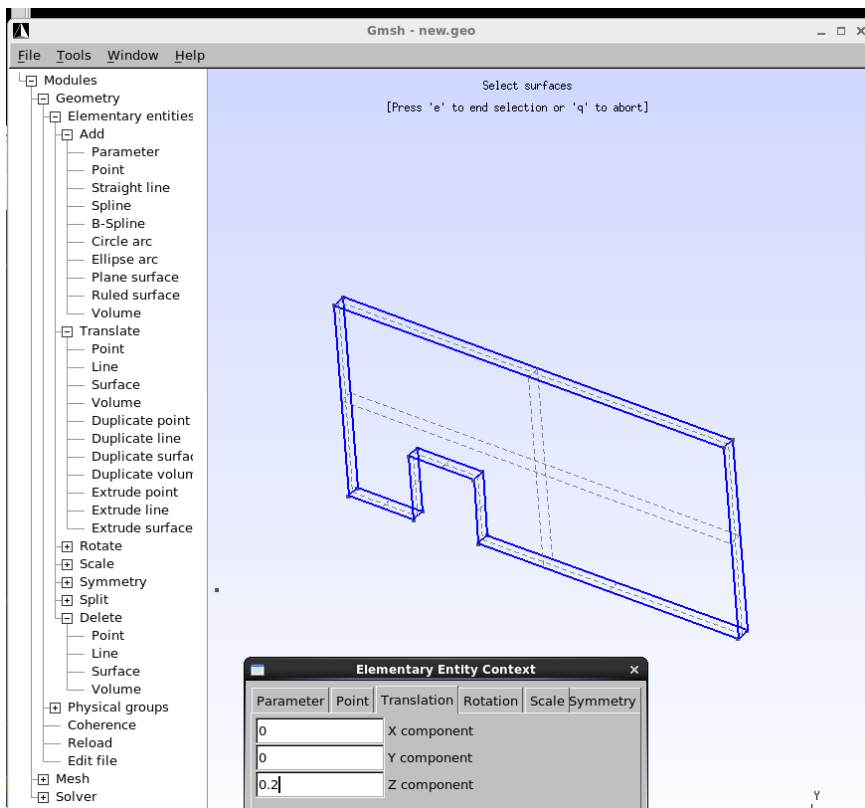 Gmsh - new.geo
File Tools Window Help
Modules
Geometry
Elementary entities
Add
Parameter
Point
Straight line
Spline
B-Spline
Circle arc
Ellipse arc
Plane surface
Ruled surface
Volume
Translate
Point
Line
Surface
Volume
Duplicate point
Duplicate line
Duplicate surfac
Duplicate volum
Extrude point
Extrude line
Extrude surface
Rotate
Scale
Symmetry
Split
Delete
Point
Line
Surface
Volume
Physical groups
Coherence
Reload
Edit file
Mesh
Solver
Select surfaces
[Press 'e' to end selection or 'q' to abort]
Elementary Entity Context
Parameter Point Translation Rotation Scale Symmetry
0 X component
0 Y component
0.2 Z component
Y